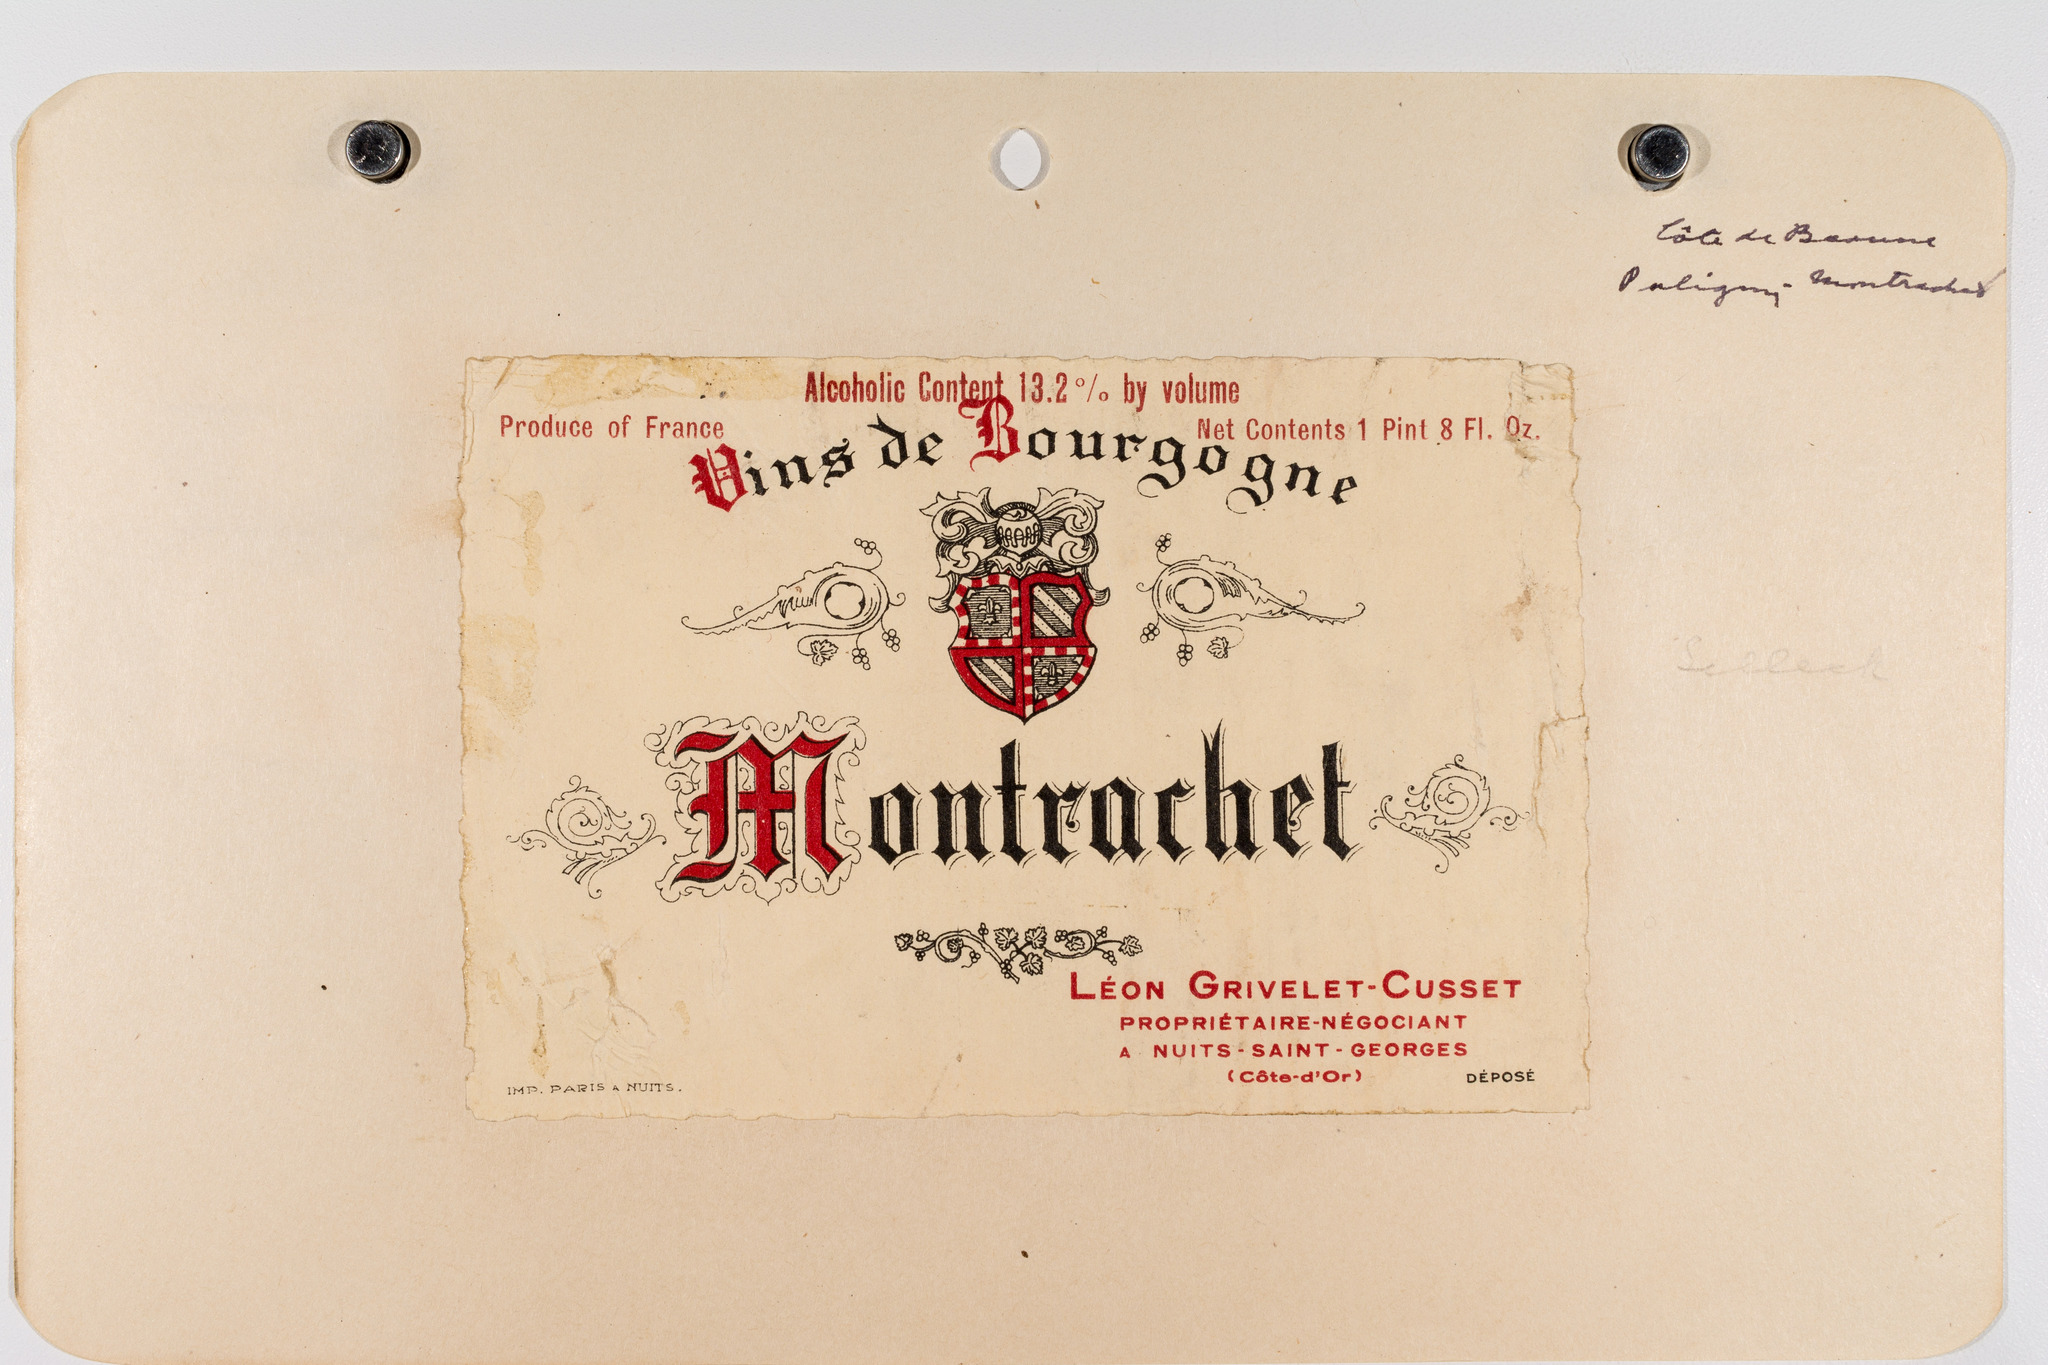 Côte de Beaune
Puligny-Montrachet
Alcoholic Content 13.2 % by volume
Produce of France
Net Contents 1 Pint 8 Fl. Oz.
Vins de Bourgogne
Montrachet
LÉON GRIVELET-CUSSET
PROPRIÉTAIRE-NÉGOCIANT
A NUITS-SAINT-GEORGES
(Côte-d'Or)
DÉPOSÉ
IMP. PARIS A NUITS.